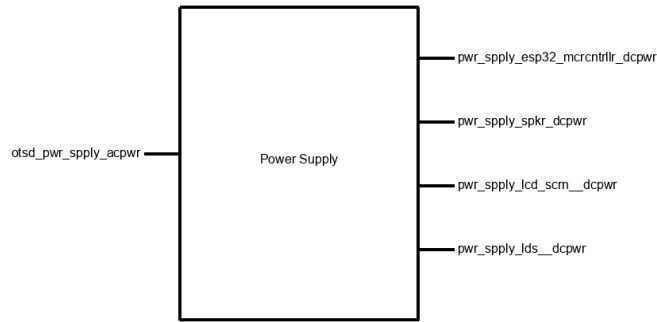 pwr_spply_esp32_mcrcntrllr_dcpwr
pwr_spply_spkr_dcpwr
otsd_pwr_spply_acpwr
Power Supply
pwr_spply_lcd_scrn__dcpwr
pwr_spply_lds__dcpwr